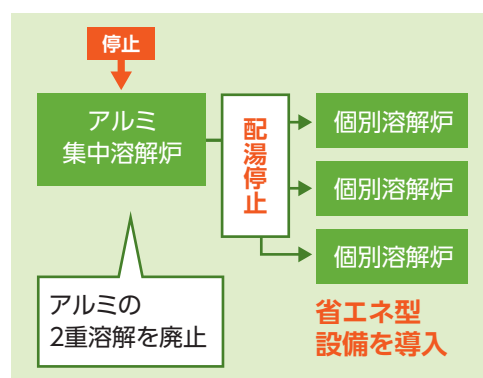 停止
アルミ
集中溶解炉
配湯停止
個別溶解炉
個別溶解炉
個別溶解炉
アルミの
2重溶解を廃止
省エネ型
設備を導入